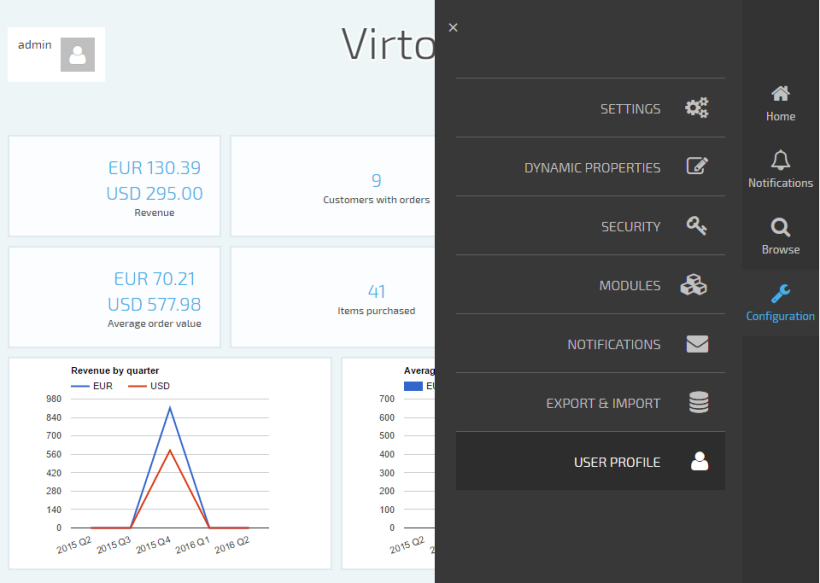 admin
Virto
EUR 130.39
USD 295.00
Revenue
9
Customers with orders
EUR 70.21
USD 577.98
Average order value
41
Items purchased
Revenue by quarter
EUR
USD
980
840
700
560
420
280
140
0
2015 Q2
2015 Q3
2015 Q4
2016 Q1
2016 Q2
Averag
700
600
500
400
300
200
100
0
2015 Q2
×
SETTINGS
DYNAMIC PROPERTIES
SECURITY
MODULES
NOTIFICATIONS
EXPORT & IMPORT
USER PROFILE
Home
Notifications
Browse
Configuration